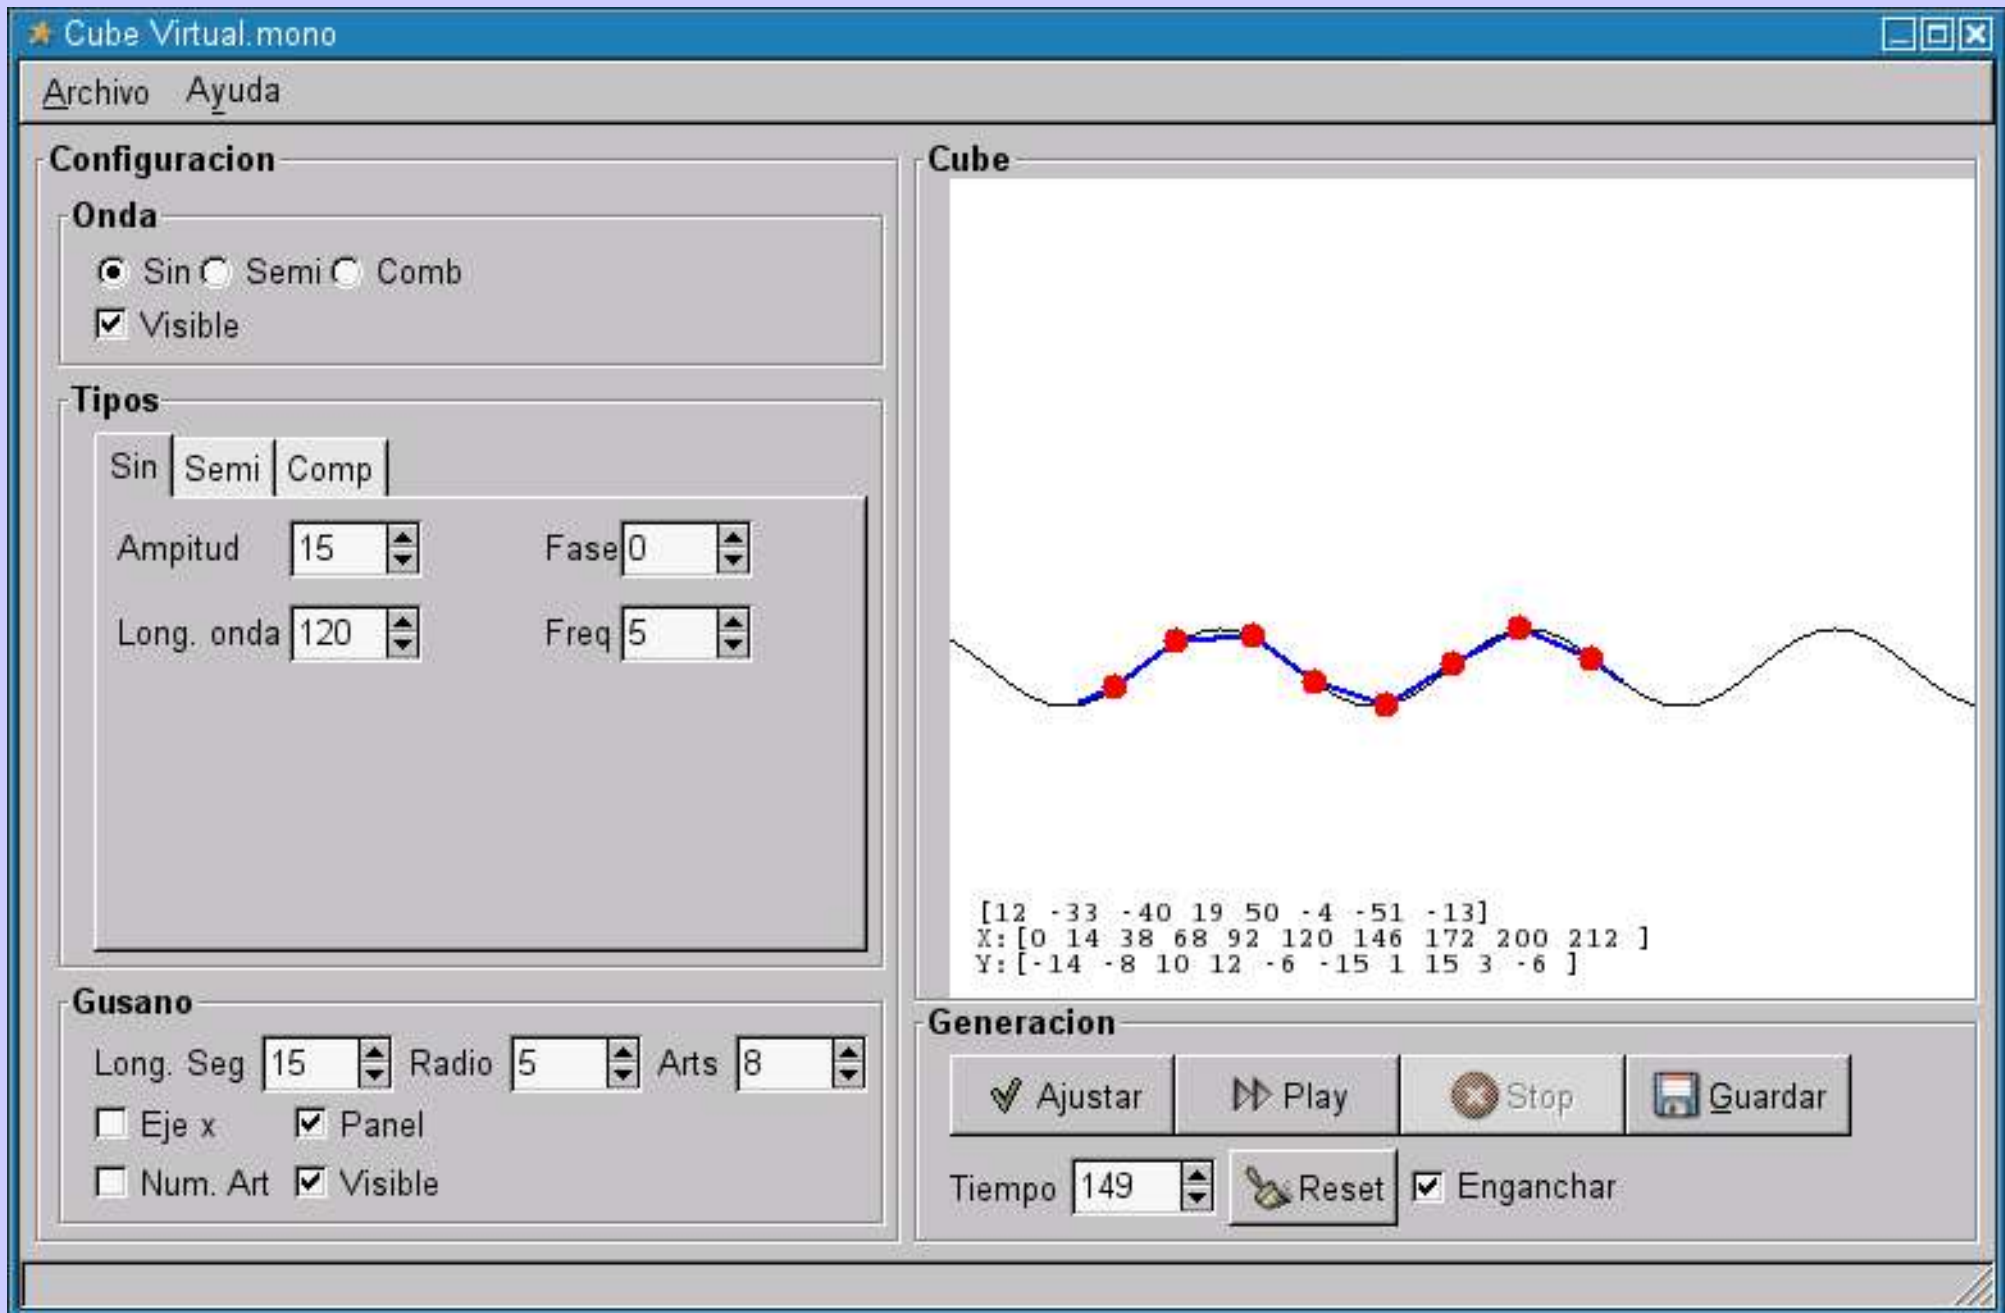 Cube Virtual.mono
Archivo Ayuda
Configuracion
Onda
Sin Semi Comb
Visible
Tipos
Sin Semi Comp
Ampitud 15 Fase 0
Long. onda 120 Freq 5
Gusano
Long. Seg 15 Radio 5 Arts 8
Eje x Panel
Num. Art Visible
Cube
[12 -33 -40 19 50 -4 -51 -13]
X:[0 14 38 68 92 120 146 172 200 212 ]
Y:[-14 -8 10 12 -6 -15 1 15 3 -6 ]
Generacion
Ajustar Play Stop Guardar
Tiempo 149 Reset Enganchar